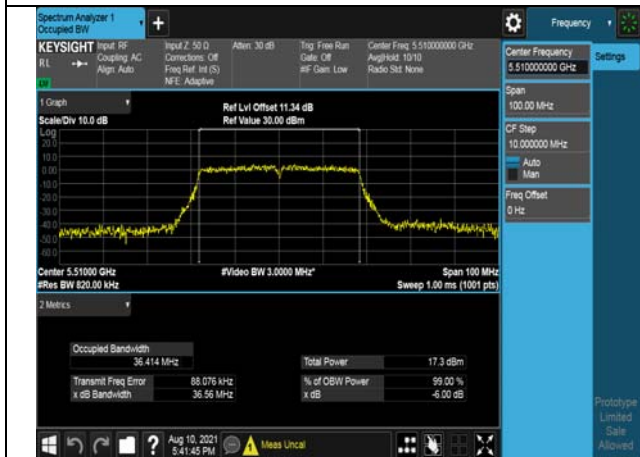 Spectrum Analyzer 1
Occupied BW
+
Frequency
KEYSIGHT
RL
Input: RF
Coupling: AC
Align: Auto
Input Z: 50 Ω
Corrections: Off
Freq Ref: Int (S)
NFE: Adaptive
Atten: 30 dB
Trig: Free Run
Gate: Off
#IF Gain: Low
Center Freq: 5.510000000 GHz
Avg|Hold: 10/10
Radio Std: None
Center Frequency
5.510000000 GHz
Settings
Span
100.00 MHz
CF Step
10.000000 MHz
Auto
Man
Freq Offset
0 Hz
1 Graph
Scale/Div 10.0 dB
Ref Lvl Offset 11.34 dB
Ref Value 30.00 dBm
Log
20.0
10.0
0.00
-10.0
-20.0
-30.0
-40.0
-50.0
-60.0
Center 5.51000 GHz
#Res BW 820.00 kHz
#Video BW 3.0000 MHz*
Span 100 MHz
Sweep 1.00 ms (1001 pts)
2 Metrics
Occupied Bandwidth
36.414 MHz
Total Power 17.3 dBm
Transmit Freq Error 88.076 kHz
% of OBW Power 99.00 %
x dB Bandwidth 36.56 MHz
x dB -6.00 dB
Prototype
Limited
Sale
Allowed
Aug 10, 2021
5:41:45 PM
Meas Uncal